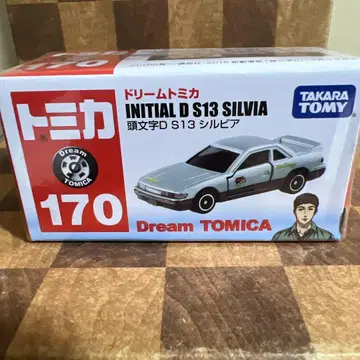 トミカ
Dream
TOMICA
170
ドリームトミカ
INITIAL D S13 SILVIA
頭文字D S13 シルビア
TAKARA
TOMY
Dream TOMICA